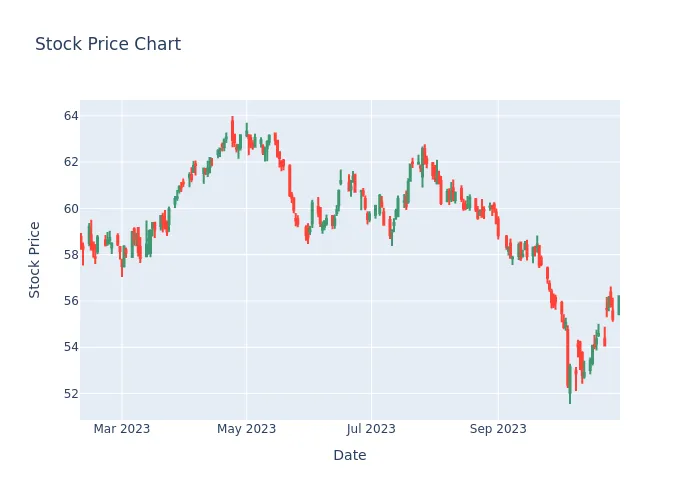 Stock Price Chart
64
62
60
58
56
54
52
Stock Price
Mar 2023
May 2023
Jul 2023
Sep 2023
Date